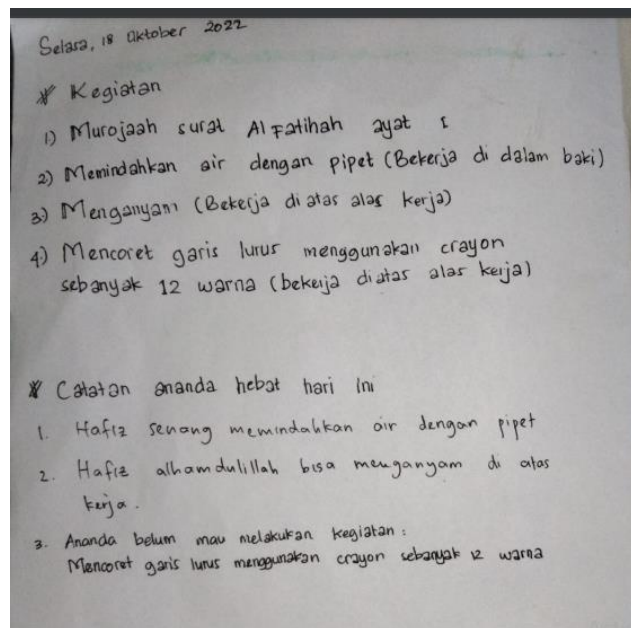 Selasa, 18 Oktober 2022
* Kegiatan
1) Murojaah surat Al Fatihah ayat 1
2) Memindahkan air dengan pipet (Bekerja di dalam baki)
3) Menganyam (Bekerja di atas alas kerja)
4) Mencoret garis lurus menggunakan crayon
sebanyak 12 warna (bekerja diatas alas kerja)
* Catatan ananda hebat hari ini
1. Hafiz senang memindahkan air dengan pipet
2. Hafiz alhamdulillah bisa menganyam di atas
kerja.
3. Ananda belum mau melakukan kegiatan :
Mencoret garis lurus menggunakan crayon sebanyak 12 warna